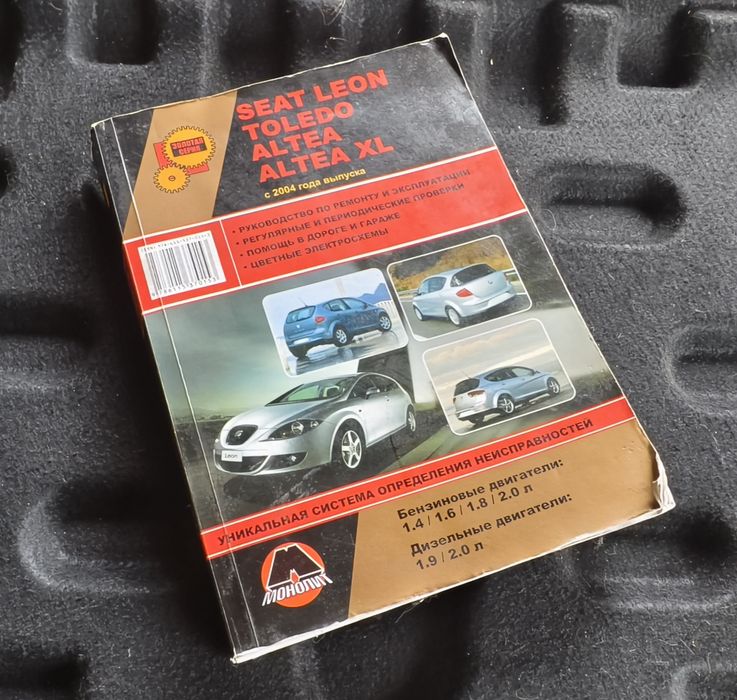 SEAT LEON
TOLEDO
ALTEA
ALTEA XL
с 2004 года выпуска
ЗОЛОТАЯ
СЕРИЯ
• РУКОВОДСТВО ПО РЕМОНТУ И ЭКСПЛУАТАЦИИ
• РЕГУЛЯРНЫЕ И ПЕРИОДИЧЕСКИЕ ПРОВЕРКИ
• ПОМОЩЬ В ДОРОГЕ И ГАРАЖЕ
• ЦВЕТНЫЕ ЭЛЕКТРОСХЕМЫ
Leon
УНИКАЛЬНАЯ СИСТЕМА ОПРЕДЕЛЕНИЯ НЕИСПРАВНОСТЕЙ
Бензиновые двигатели:
1.4 / 1.6 / 1.8 / 2.0 л
Дизельные двигатели:
1.9 / 2.0 л
МОНОЛИТ